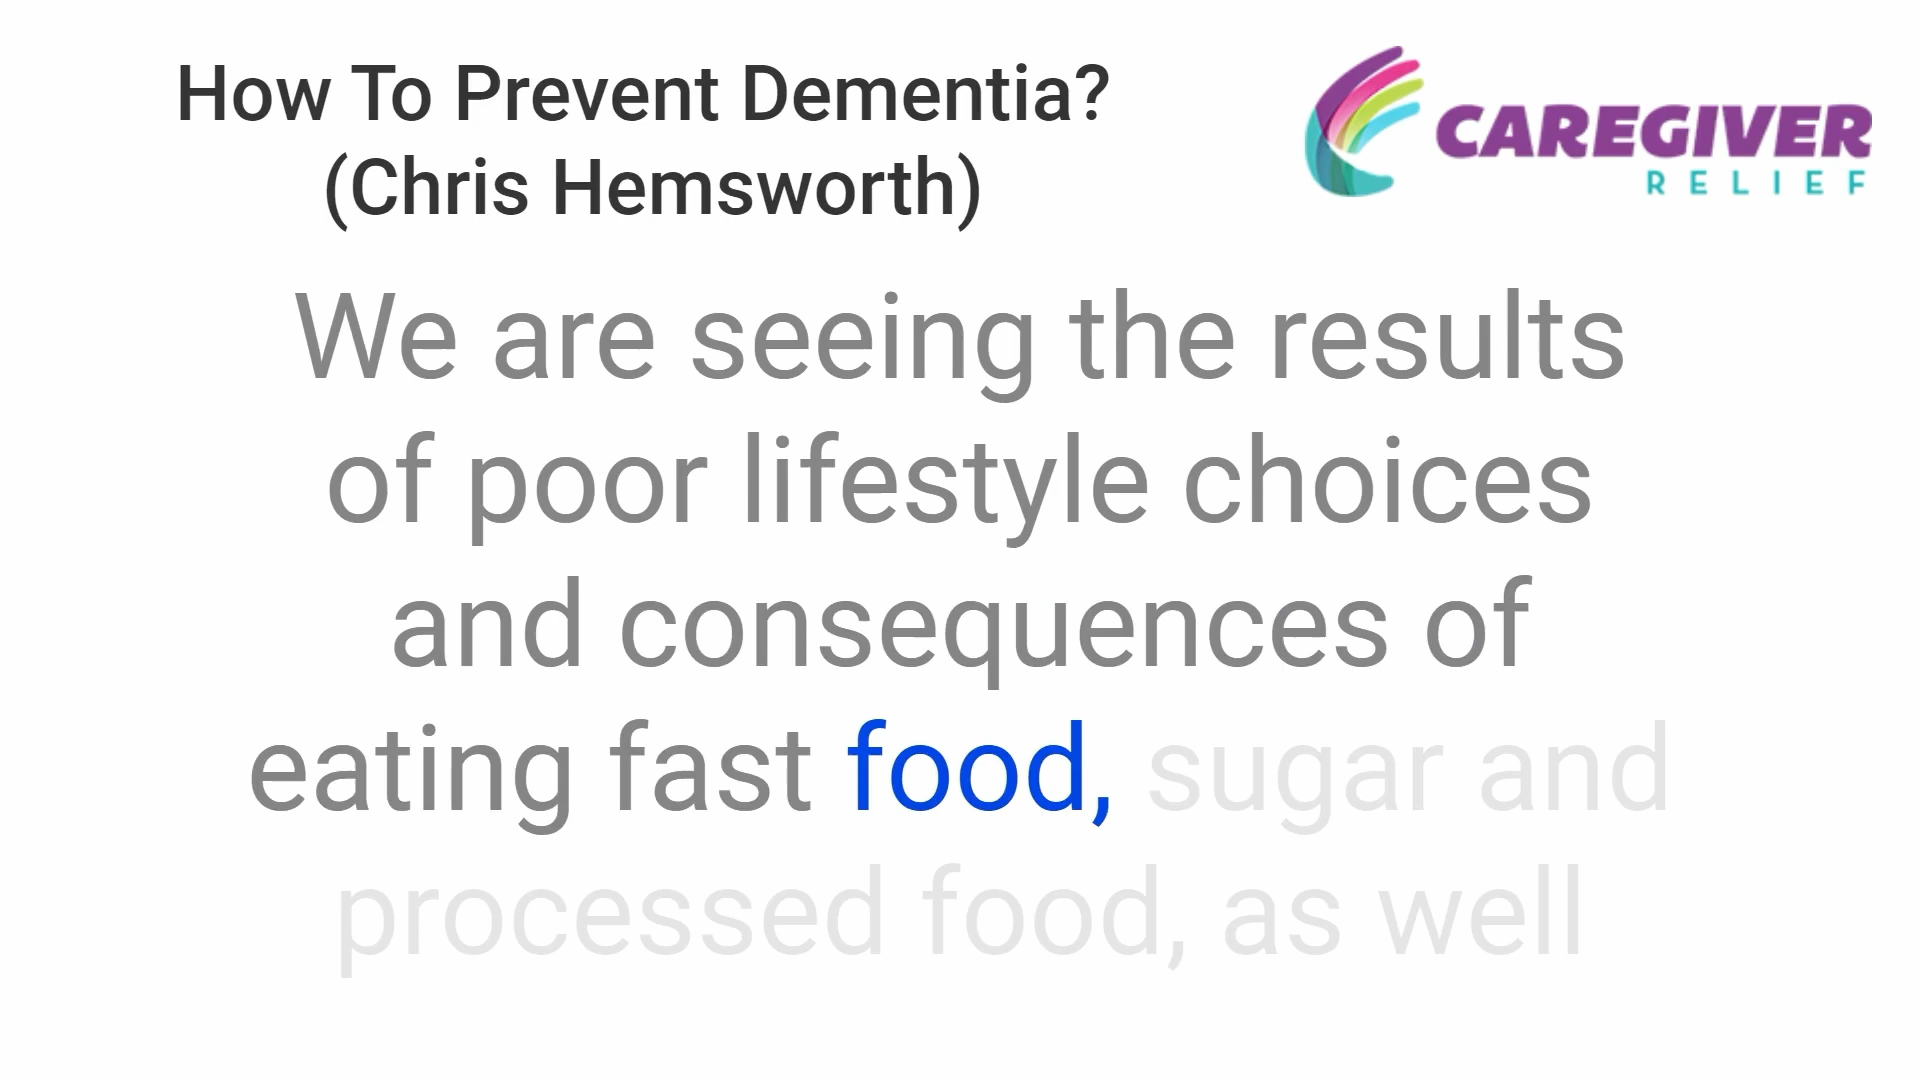 How To Prevent Dementia?
(Chris Hemsworth)
CAREGIVER
RELIEF
We are seeing the results
of poor lifestyle choices
and consequences of
eating fast food, sugar and
processed food, as well